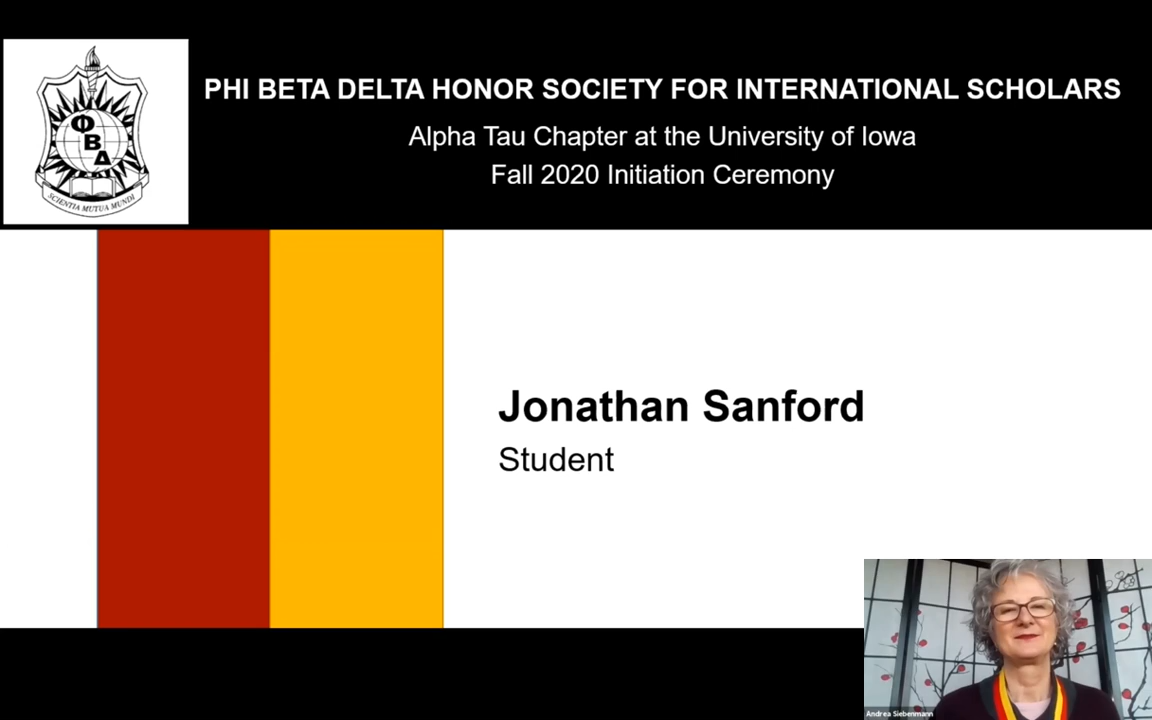 PHI BETA DELTA HONOR SOCIETY FOR INTERNATIONAL SCHOLARS
Alpha Tau Chapter at the University of Iowa
Fall 2020 Initiation Ceremony
Φ
Β
Δ
SCIENTIA MUTUA MUNDI
Jonathan Sanford
Student
Andrea Siebenmann